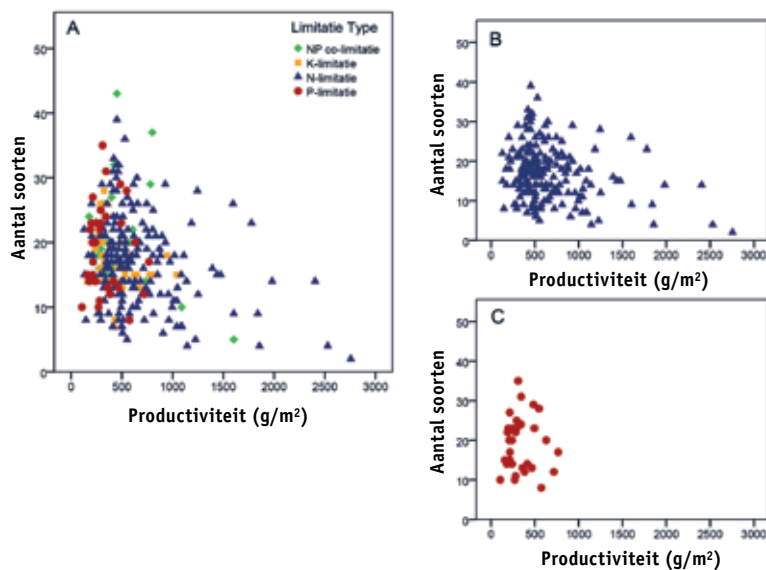 A
Limitatie Type
NP co-limitatie
K-limitatie
N-limitatie
P-limitatie
Aantal soorten
50
40
30
20
10
0
0 500 1000 1500 2000 2500 3000
Productiviteit (g/m²)
B
Aantal soorten
50
40
30
20
10
0
0 500 1000 1500 2000 2500 3000
Productiviteit (g/m²)
C
Aantal soorten
50
40
30
20
10
0
0 500 1000 1500 2000 2500 3000
Productiviteit (g/m²)